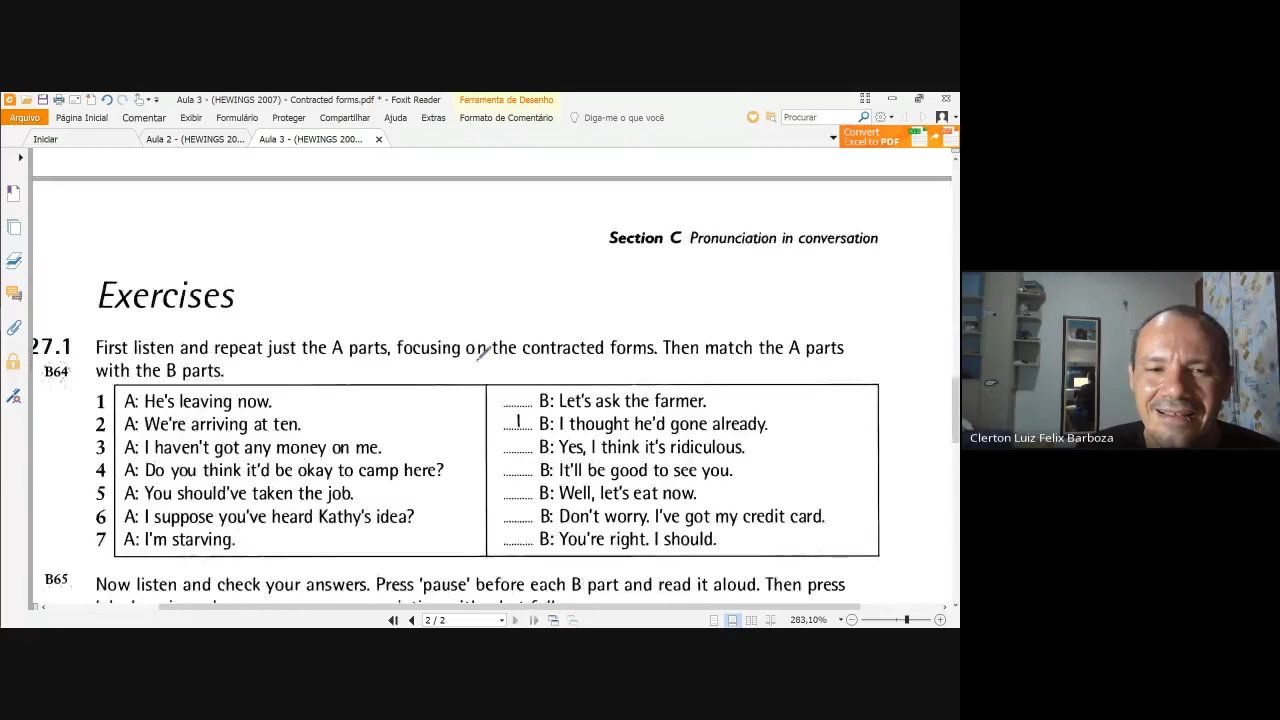 Aula 3 - (HEWINGS 2007) - Contracted forms.pdf * - Foxit Reader
Ferramenta de Desenho
Arquivo Página Inicial Comentar Exibir Formulário Proteger Compartilhar Ajuda Extras Formato de Comentário Diga-me o que você Procurar
Convert
Excel to PDF
Iniciar Aula 2 - (HEWINGS 20... Aula 3 - (HEWINGS 200...
Section C Pronunciation in conversation
Exercises
27.1 First listen and repeat just the A parts, focusing on the contracted forms. Then match the A parts
B64 with the B parts.
1 A: He's leaving now. .......... B: Let's ask the farmer.
2 A: We're arriving at ten. .....1.... B: I thought he'd gone already.
3 A: I haven't got any money on me. .......... B: Yes, I think it's ridiculous.
4 A: Do you think it'd be okay to camp here? .......... B: It'll be good to see you.
5 A: You should've taken the job. .......... B: Well, let's eat now.
6 A: I suppose you've heard Kathy's idea? .......... B: Don't worry. I've got my credit card.
7 A: I'm starving. .......... B: You're right. I should.
B65 Now listen and check your answers. Press 'pause' before each B part and read it aloud. Then press
2 / 2
283,10%
Clerton Luiz Felix Barboza